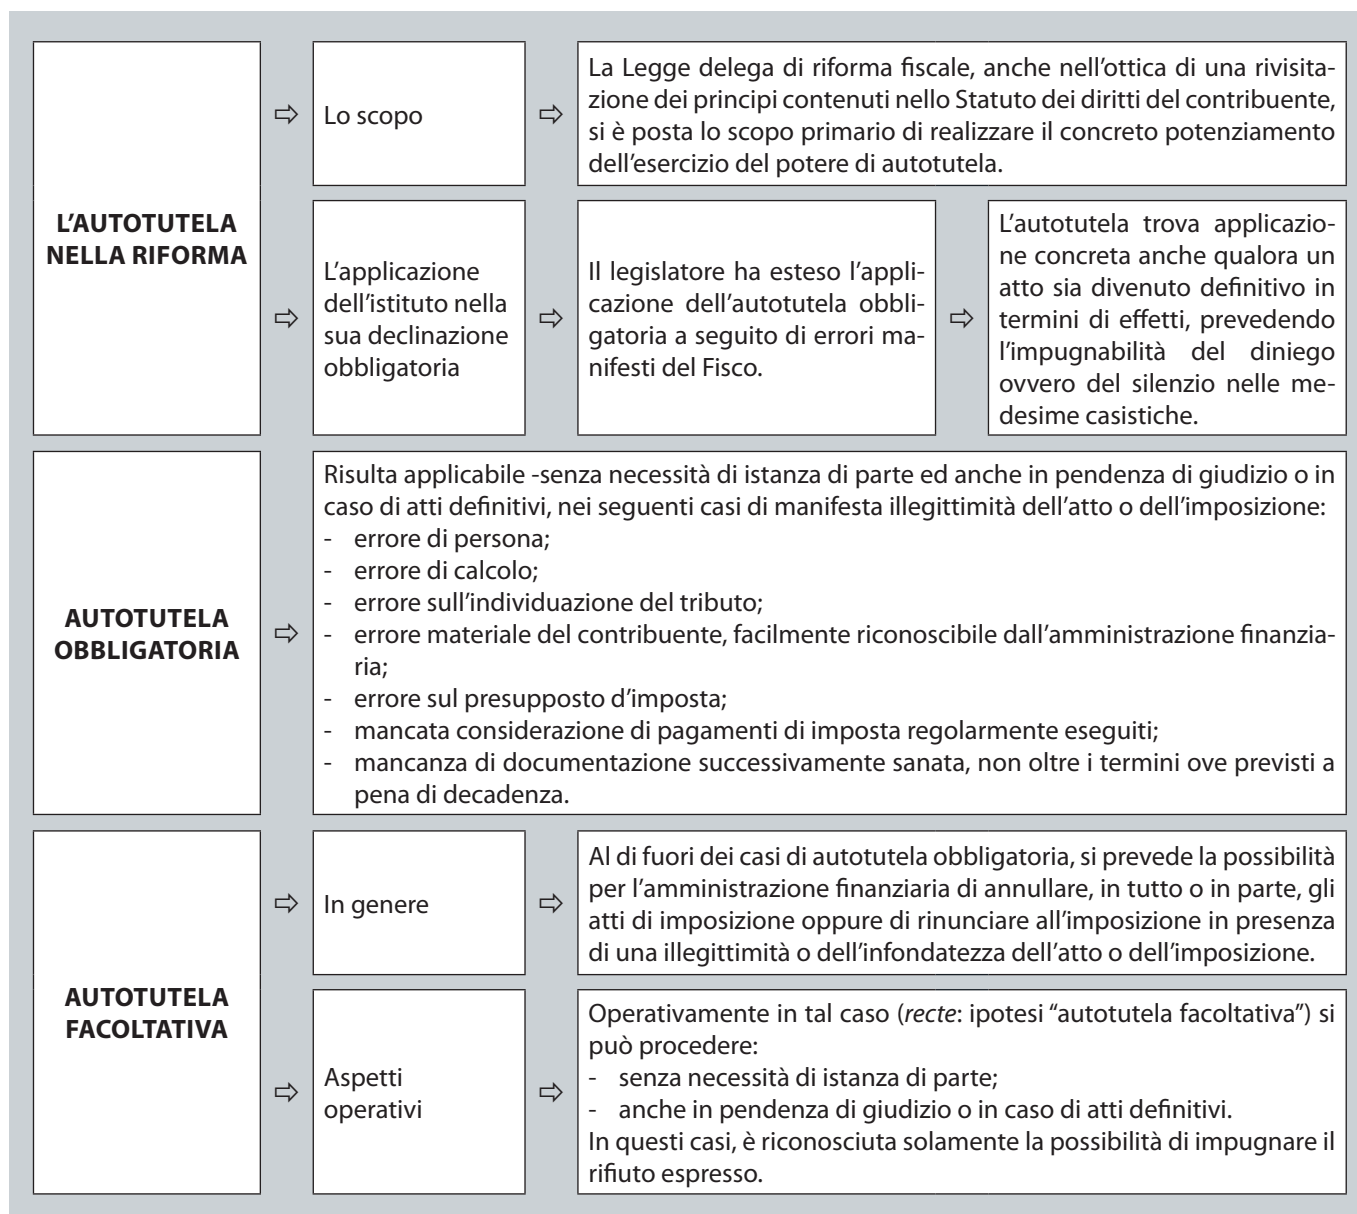 L'AUTOTUTELA
NELLA RIFORMA
⇨
Lo scopo
⇨
La Legge delega di riforma fiscale, anche nell'ottica di una rivisita-
zione dei principi contenuti nello Statuto dei diritti del contribuente,
si è posta lo scopo primario di realizzare il concreto potenziamento
dell'esercizio del potere di autotutela.
⇨
L'applicazione
dell'istituto nella
sua declinazione
obbligatoria
⇨
Il legislatore ha esteso l'appli-
cazione dell'autotutela obbli-
gatoria a seguito di errori ma-
nifesti del Fisco.
⇨
L'autotutela trova applicazio-
ne concreta anche qualora un
atto sia divenuto definitivo in
termini di effetti, prevedendo
l'impugnabilità del diniego
ovvero del silenzio nelle me-
desime casistiche.
AUTOTUTELA
OBBLIGATORIA
⇨
Risulta applicabile -senza necessità di istanza di parte ed anche in pendenza di giudizio o in
caso di atti definitivi, nei seguenti casi di manifesta illegittimità dell'atto o dell'imposizione:
- errore di persona;
- errore di calcolo;
- errore sull'individuazione del tributo;
- errore materiale del contribuente, facilmente riconoscibile dall'amministrazione finanzia-
ria;
- errore sul presupposto d'imposta;
- mancata considerazione di pagamenti di imposta regolarmente eseguiti;
- mancanza di documentazione successivamente sanata, non oltre i termini ove previsti a
pena di decadenza.
AUTOTUTELA
FACOLTATIVA
⇨
In genere
⇨
Al di fuori dei casi di autotutela obbligatoria, si prevede la possibilità
per l'amministrazione finanziaria di annullare, in tutto o in parte, gli
atti di imposizione oppure di rinunciare all'imposizione in presenza
di una illegittimità o dell'infondatezza dell'atto o dell'imposizione.
⇨
Aspetti
operativi
⇨
Operativamente in tal caso (recte: ipotesi "autotutela facoltativa") si
può procedere:
- senza necessità di istanza di parte;
- anche in pendenza di giudizio o in caso di atti definitivi.
In questi casi, è riconosciuta solamente la possibilità di impugnare il
rifiuto espresso.